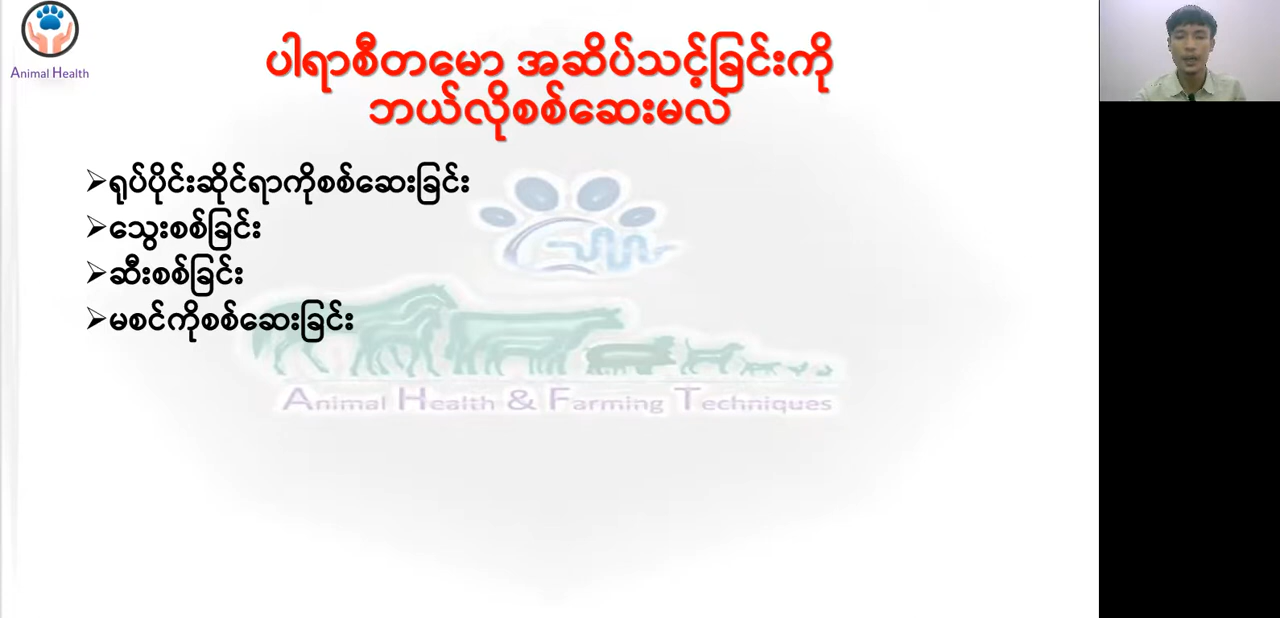 Animal Health
ပါရာစီတမော အဆိပ်သင့်ခြင်းကို
ဘယ်လိုစစ်ဆေးမလဲ
➢ရုပ်ပိုင်းဆိုင်ရာကိုစစ်ဆေးခြင်း
➢သွေးစစ်ခြင်း
➢ဆီးစစ်ခြင်း
➢မစင်ကိုစစ်ဆေးခြင်း
Animal Health & Farming Techniques